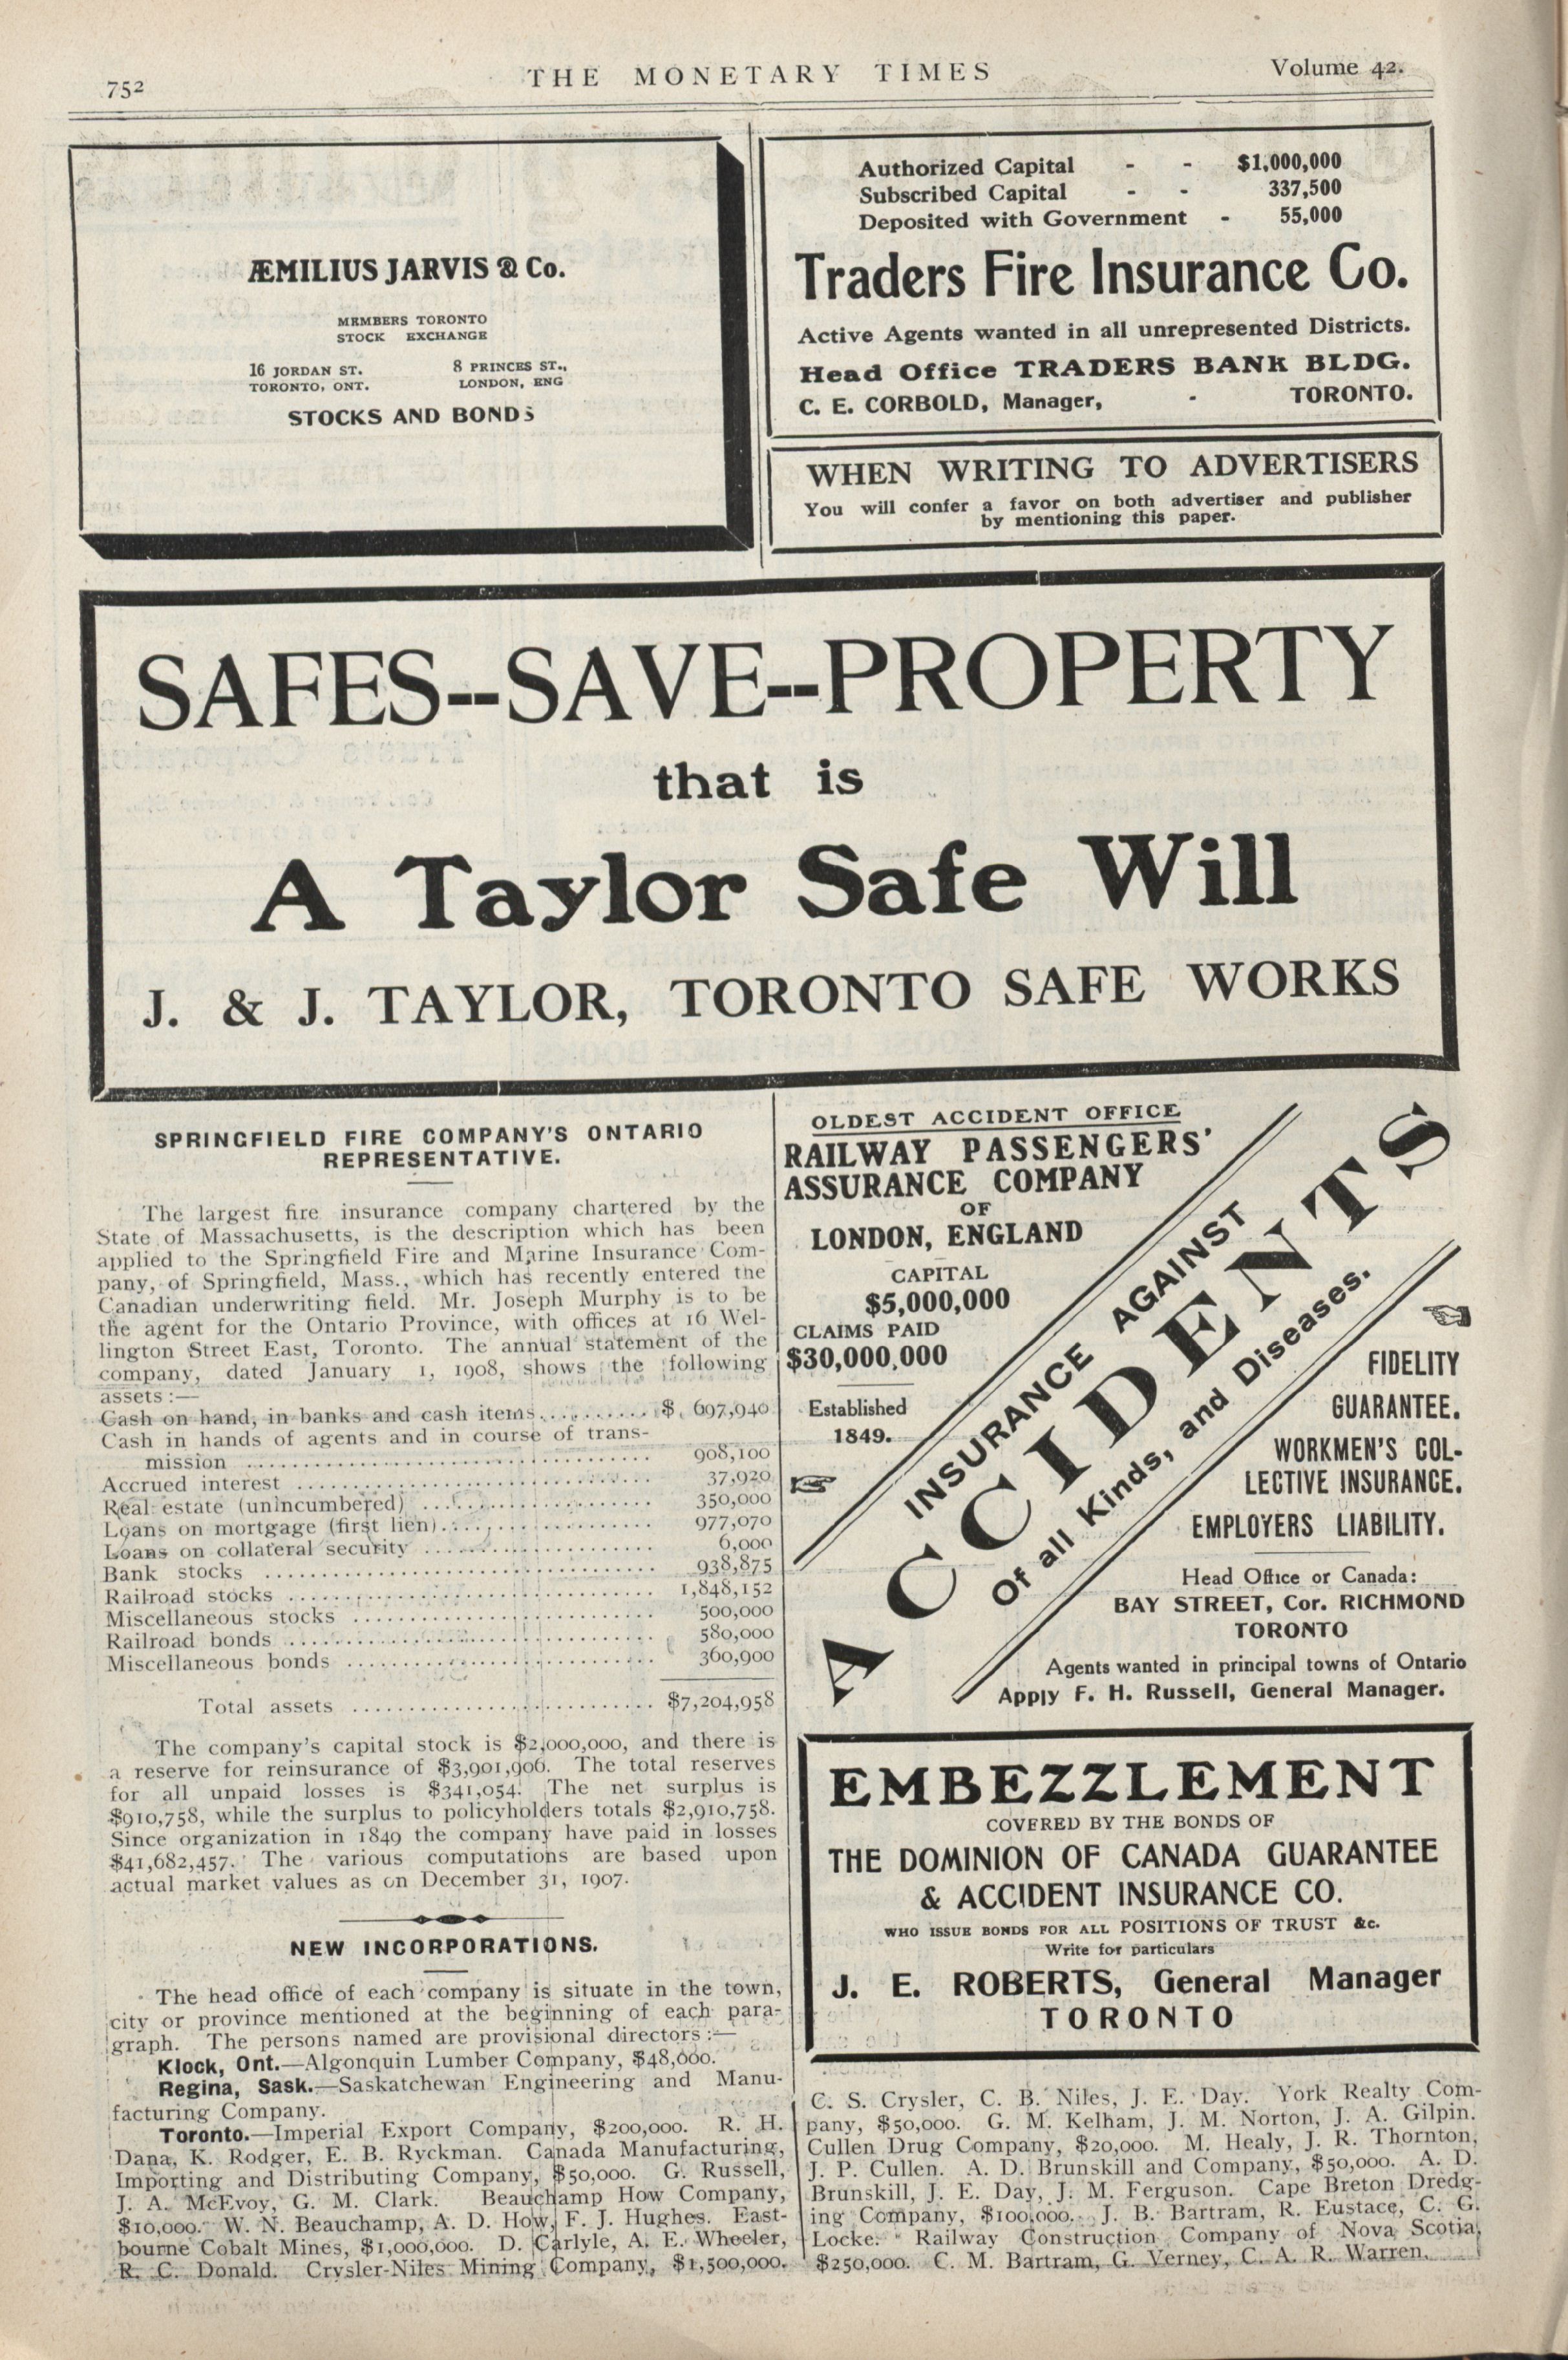 752
THE MONETARY TIMES
Volume 42.
ÆMILIUS JARVIS & Co.
MEMBERS TORONTO
STOCK EXCHANGE
16 JORDAN ST.
TORONTO, ONT.
8 PRINCES ST.,
LONDON, ENG
STOCKS AND BONDS
Authorized Capital - - $1,000,000
Subscribed Capital - - 337,500
Deposited with Government - 55,000
Traders Fire Insurance Co.
Active Agents wanted in all unrepresented Districts.
Head Office TRADERS BANK BLDG.
C. E. CORBOLD, Manager, - TORONTO.
WHEN WRITING TO ADVERTISERS
You will confer a favor on both advertiser and publisher
by mentioning this paper.
SAFES--SAVE--PROPERTY
that is
A Taylor Safe Will
J. & J. TAYLOR, TORONTO SAFE WORKS
SPRINGFIELD FIRE COMPANY'S ONTARIO
REPRESENTATIVE.
The largest fire insurance company chartered by the
State of Massachusetts, is the description which has been
applied to the Springfield Fire and Marine Insurance Com-
pany, of Springfield, Mass., which has recently entered the
Canadian underwriting field. Mr. Joseph Murphy is to be
the agent for the Ontario Province, with offices at 16 Wel-
lington Street East, Toronto. The annual statement of the
company, dated January 1, 1908, shows the following
assets:—
Cash on hand, in banks and cash items.......... $ 697,940
Cash in hands of agents and in course of trans-
mission .................................... 908,100
Accrued interest ............................... 37,920
Real estate (unincumbered) ..................... 350,000
Loans on mortgage (first lien).................. 977,070
Loans on collateral security ................... 6,000
Bank stocks .................................... 938,875
Railroad stocks ................................ 1,848,152
Miscellaneous stocks ........................... 500,000
Railroad bonds ................................. 580,000
Miscellaneous bonds ............................ 360,900
Total assets ............................ $7,204,958
The company's capital stock is $2,000,000, and there is
a reserve for reinsurance of $3,901,906. The total reserves
for all unpaid losses is $341,054. The net surplus is
$910,758, while the surplus to policyholders totals $2,910,758.
Since organization in 1849 the company have paid in losses
$41,682,457. The various computations are based upon
actual market values as on December 31, 1907.
NEW INCORPORATIONS.
The head office of each company is situate in the town,
city or province mentioned at the beginning of each para-
graph. The persons named are provisional directors:—
Klock, Ont.—Algonquin Lumber Company, $48,000.
Regina, Sask.—Saskatchewan Engineering and Manu-
facturing Company.
Toronto.—Imperial Export Company, $200,000. R. H.
Dana, K. Rodger, E. B. Ryckman. Canada Manufacturing,
Importing and Distributing Company, $50,000. G. Russell,
J. A. McEvoy, G. M. Clark. Beauchamp How Company,
$10,000. W. N. Beauchamp, A. D. How, F. J. Hughes. East-
bourne Cobalt Mines, $1,000,000. D. Carlyle, A. E. Wheeler,
R. C. Donald. Crysler-Niles Mining Company, $1,500,000.
OLDEST ACCIDENT OFFICE
RAILWAY PASSENGERS'
ASSURANCE COMPANY
OF
LONDON, ENGLAND
CAPITAL
$5,000,000
CLAIMS PAID
$30,000,000
Established
1849.
INSURANCE AGAINST
ACCIDENTS
Of all Kinds, and Diseases.
FIDELITY
GUARANTEE.
WORKMEN'S COL-
LECTIVE INSURANCE.
EMPLOYERS LIABILITY.
Head Office or Canada:
BAY STREET, Cor. RICHMOND
TORONTO
Agents wanted in principal towns of Ontario
Apply F. H. Russell, General Manager.
EMBEZZLEMENT
COVERED BY THE BONDS OF
THE DOMINION OF CANADA GUARANTEE
& ACCIDENT INSURANCE CO.
WHO ISSUE BONDS FOR ALL POSITIONS OF TRUST &c.
Write for particulars
J. E. ROBERTS, General Manager
TORONTO
C. S. Crysler, C. B. Niles, J. E. Day. York Realty Com-
pany, $50,000. G. M. Kelham, J. M. Norton, J. A. Gilpin.
Cullen Drug Company, $20,000. M. Healy, J. R. Thornton,
J. P. Cullen. A. D. Brunskill and Company, $50,000. A. D.
Brunskill, J. E. Day, J. M. Ferguson. Cape Breton Dredg-
ing Company, $100,000. J. B. Bartram, R. Eustace, C. G.
Locke. Railway Construction Company of Nova Scotia,
$250,000. C. M. Bartram, G. Verney, C. A. R. Warren.